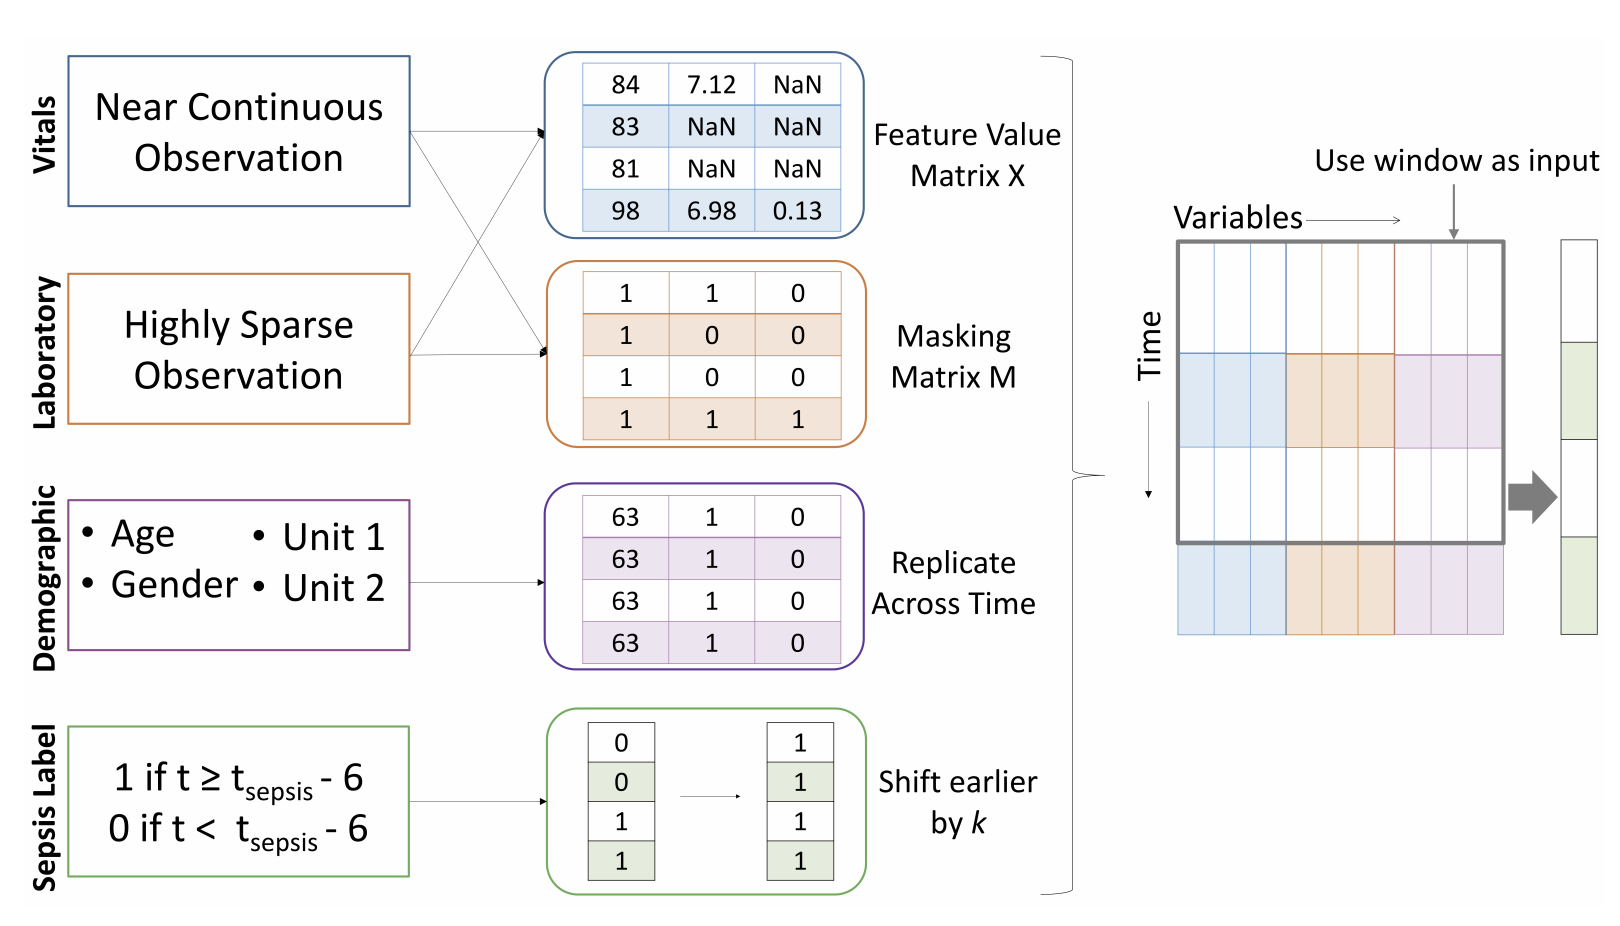 Vitals
Near Continuous
Observation
84 7.12 NaN
83 NaN NaN
81 NaN NaN
98 6.98 0.13
Feature Value
Matrix X
Laboratory
Highly Sparse
Observation
1 1 0
1 0 0
1 0 0
1 1 1
Masking
Matrix M
Demographic
• Age
• Gender
• Unit 1
• Unit 2
63 1 0
63 1 0
63 1 0
63 1 0
Replicate
Across Time
Sepsis Label
1 if t ≥ tsepsis - 6
0 if t < tsepsis - 6
0 1
0 1
1 1
1 1
Shift earlier
by k
Use window as input
Variables
Time